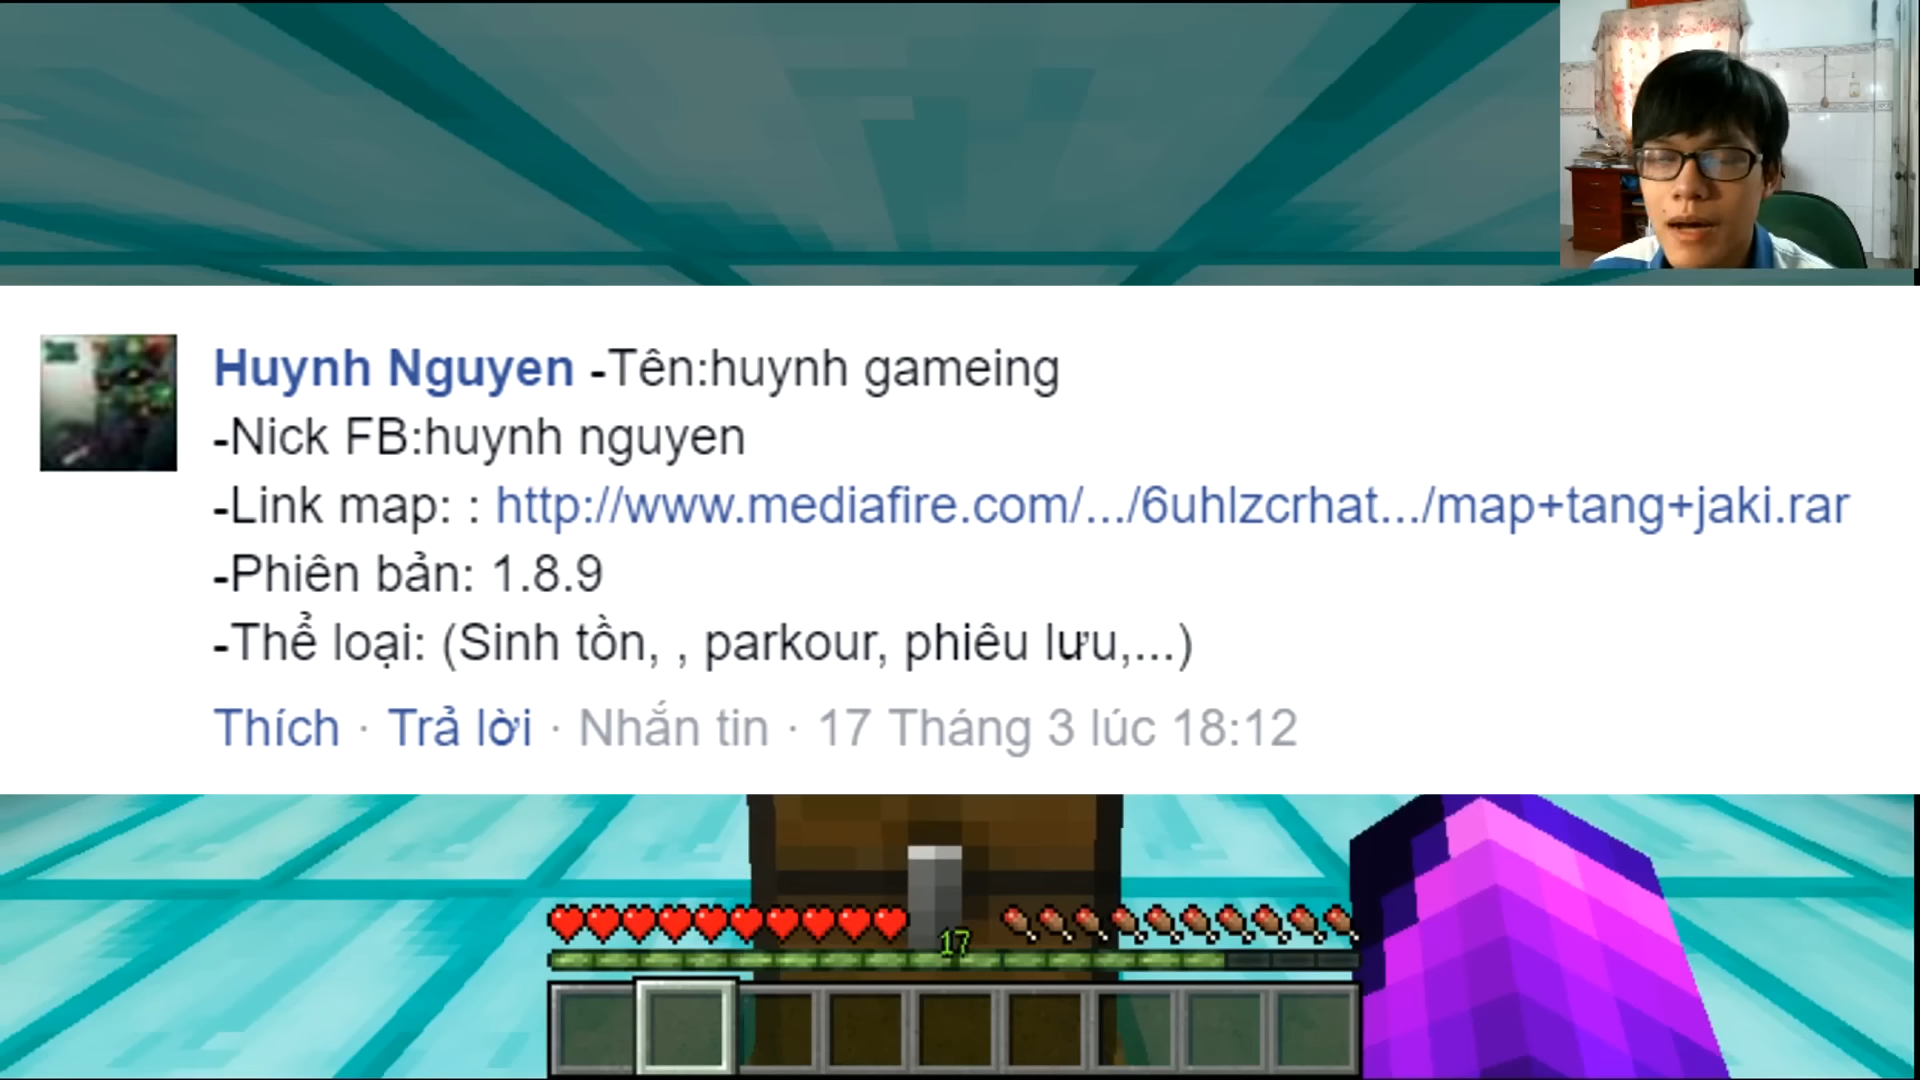 Huynh Nguyen -Tên:huynh gameing
-Nick FB:huynh nguyen
-Link map: : http://www.mediafire.com/.../6uhlzcrhat.../map+tang+jaki.rar
-Phiên bản: 1.8.9
-Thể loại: (Sinh tồn, , parkour, phiêu lưu,...)
Thích · Trả lời · Nhắn tin · 17 Tháng 3 lúc 18:12
17